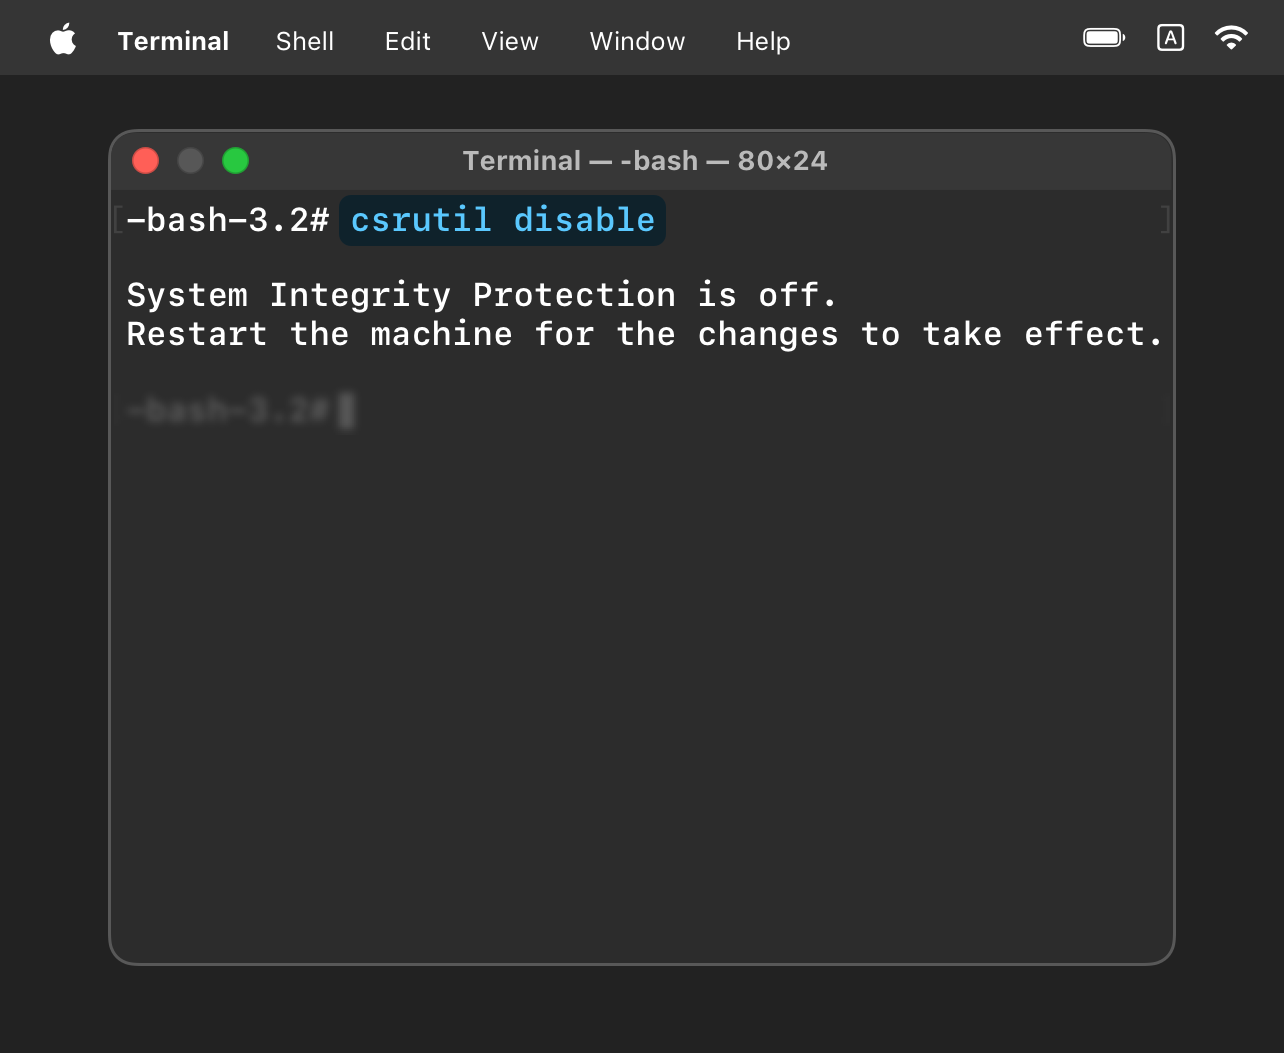 Terminal Shell Edit View Window Help A
Terminal — -bash — 80×24
[-bash-3.2# csrutil disable ]
System Integrity Protection is off.
Restart the machine for the changes to take effect.
-bash-3.2#